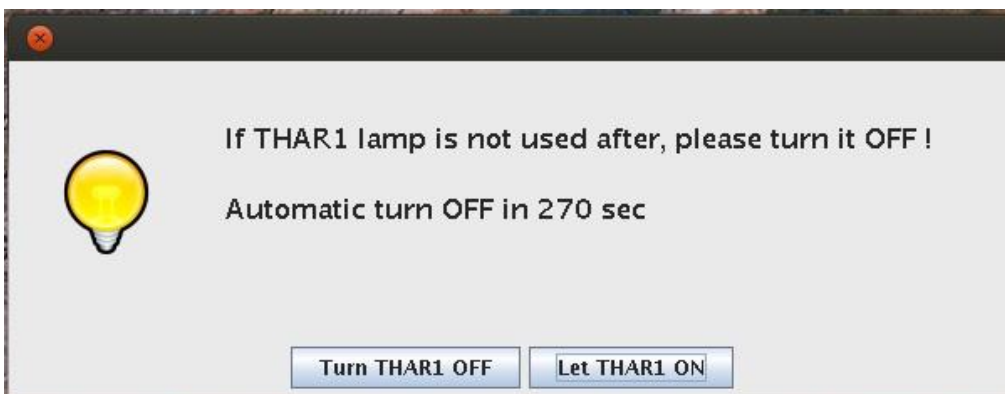 If THAR1 lamp is not used after, please turn it OFF !
Automatic turn OFF in 270 sec
Turn THAR1 OFF
Let THAR1 ON